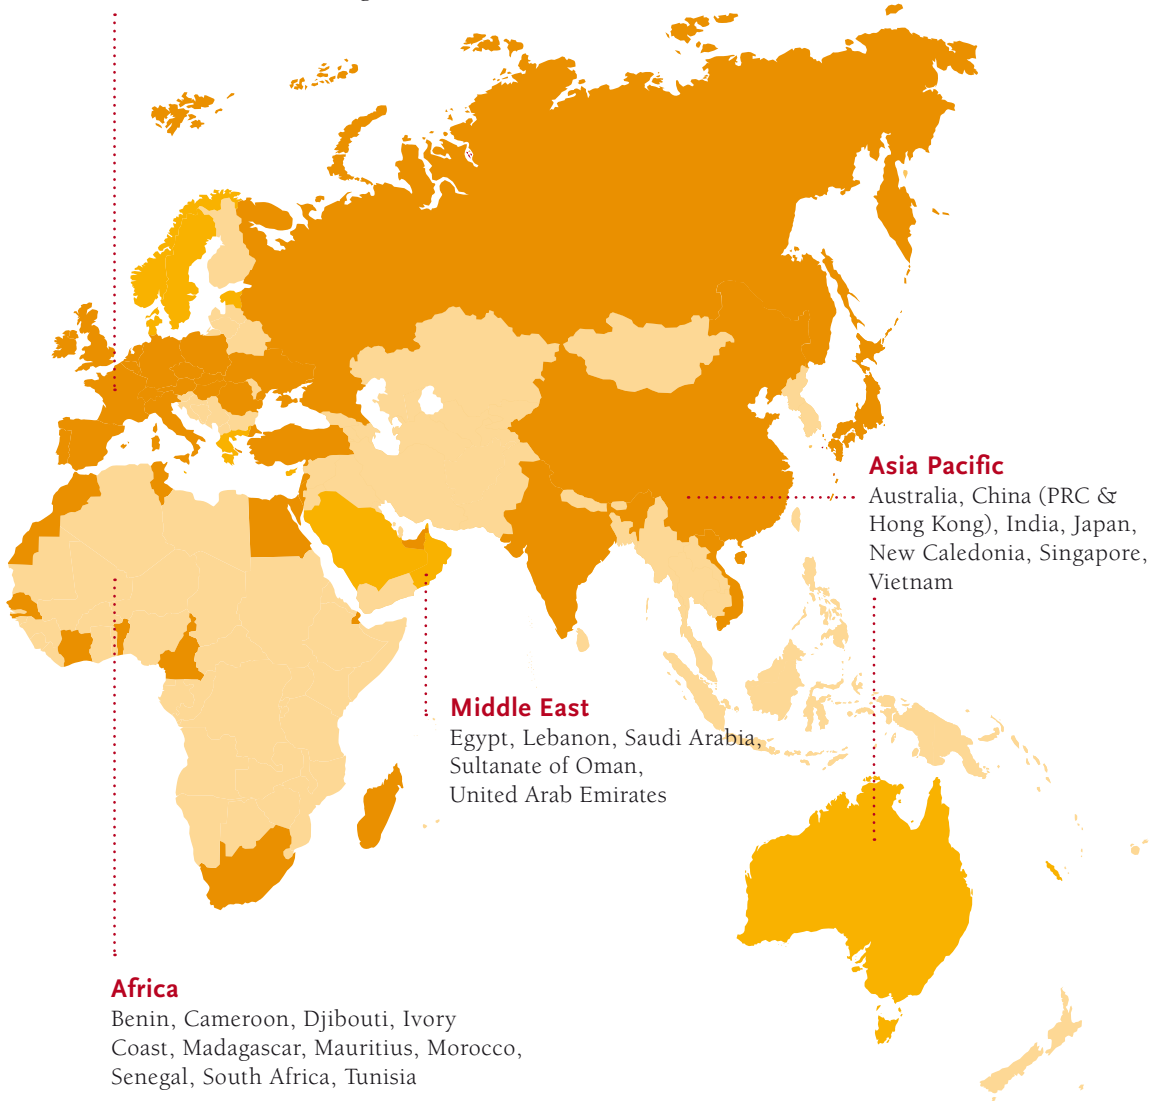 Asia Pacific
Australia, China (PRC &
Hong Kong), India, Japan,
New Caledonia, Singapore,
Vietnam
Middle East
Egypt, Lebanon, Saudi Arabia,
Sultanate of Oman,
United Arab Emirates
Africa
Benin, Cameroon, Djibouti, Ivory
Coast, Madagascar, Mauritius, Morocco,
Senegal, South Africa, Tunisia